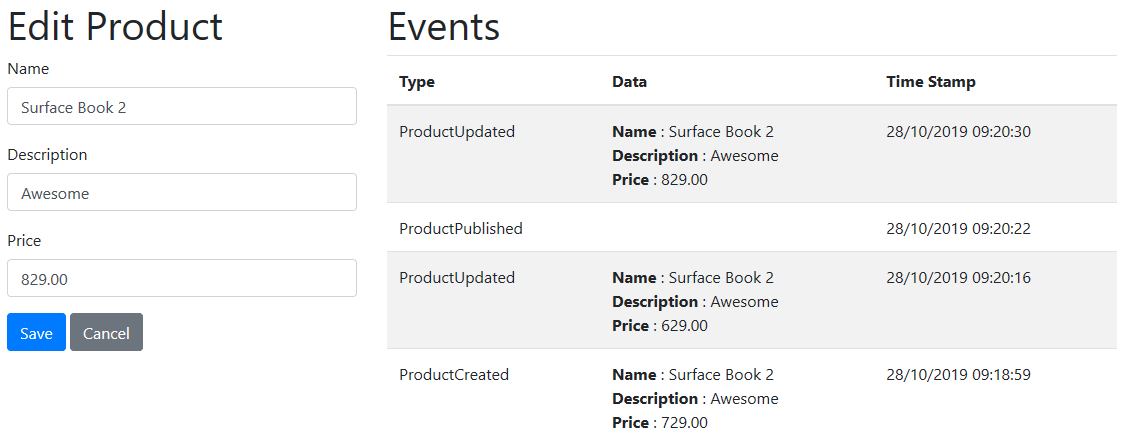 Edit Product
Name
Surface Book 2
Description
Awesome
Price
829.00
Save Cancel
Events
Type Data Time Stamp
ProductUpdated Name : Surface Book 2 28/10/2019 09:20:30
Description : Awesome
Price : 829.00
ProductPublished 28/10/2019 09:20:22
ProductUpdated Name : Surface Book 2 28/10/2019 09:20:16
Description : Awesome
Price : 629.00
ProductCreated Name : Surface Book 2 28/10/2019 09:18:59
Description : Awesome
Price : 729.00